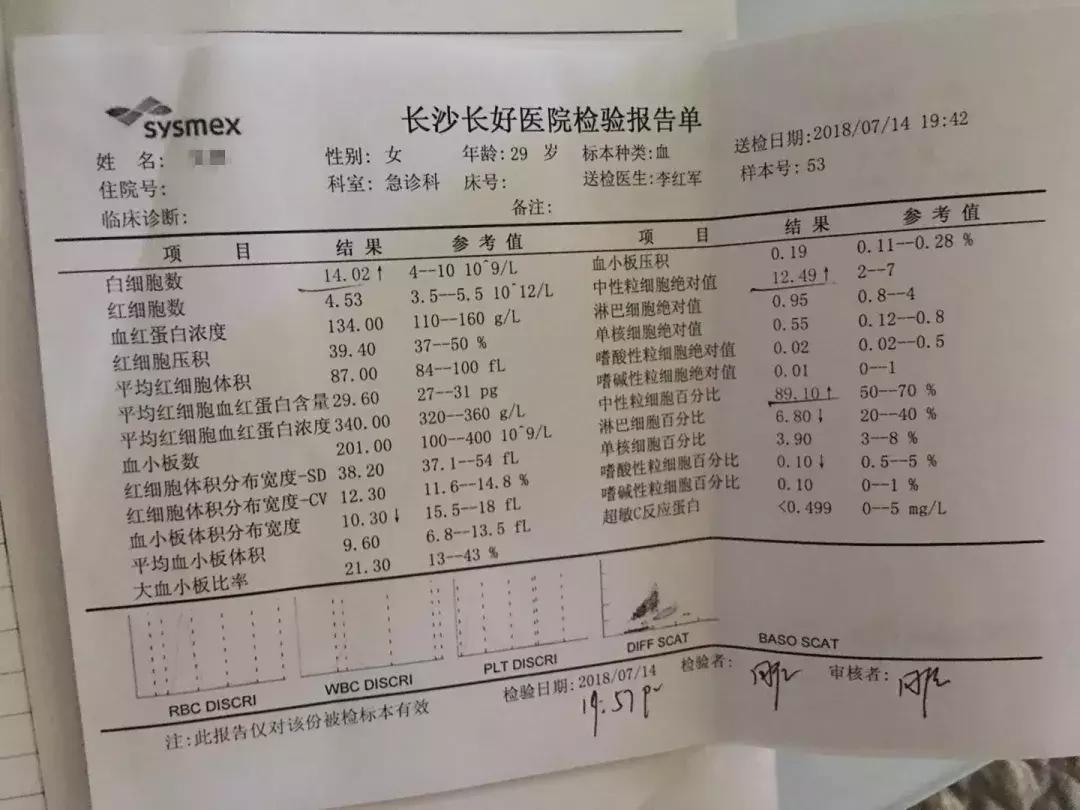 sysmex
长沙长好医院检验报告单
姓 名: 性别: 女 年龄:29 岁 标本种类:血 送检日期:2018/07/14 19:42
住院号: 科室: 急诊科 床号: 送检医生:李红军 样本号: 53
临床诊断: 备注:
项 目 结 果 参 考 值 项 目 结 果 参 考 值
白细胞数 14.02↑ 4--10 10^9/L 血小板压积 0.19 0.11--0.28 %
红细胞数 4.53 3.5--5.5 10^12/L 中性粒细胞绝对值 12.49↑ 2--7
血红蛋白浓度 134.00 110--160 g/L 淋巴细胞绝对值 0.95 0.8--4
红细胞压积 39.40 37--50 % 单核细胞绝对值 0.55 0.12--0.8
平均红细胞体积 87.00 84--100 fL 嗜酸性粒细胞绝对值 0.02 0.02--0.5
平均红细胞血红蛋白含量 29.60 27--31 pg 嗜碱性粒细胞绝对值 0.01 0--1
平均红细胞血红蛋白浓度 340.00 320--360 g/L 中性粒细胞百分比 89.10↑ 50--70 %
血小板数 201.00 100--400 10^9/L 淋巴细胞百分比 6.80↓ 20--40 %
红细胞体积分布宽度-SD 38.20 37.1--54 fL 单核细胞百分比 3.90 3--8 %
红细胞体积分布宽度-CV 12.30 11.6--14.8 % 嗜酸性粒细胞百分比 0.10↓ 0.5--5 %
血小板体积分布宽度 10.30↓ 15.5--18 fL 嗜碱性粒细胞百分比 0.10 0--1 %
平均血小板体积 9.60 6.8--13.5 fL 超敏C反应蛋白 <0.499 0--5 mg/L
大血小板比率 21.30 13--43 %
RBC DISCRI WBC DISCRI PLT DISCRI DIFF SCAT BASO SCAT
检验日期:2018/07/14 检验者: 审核者:
19:57
注:此报告仅对该份被检标本有效